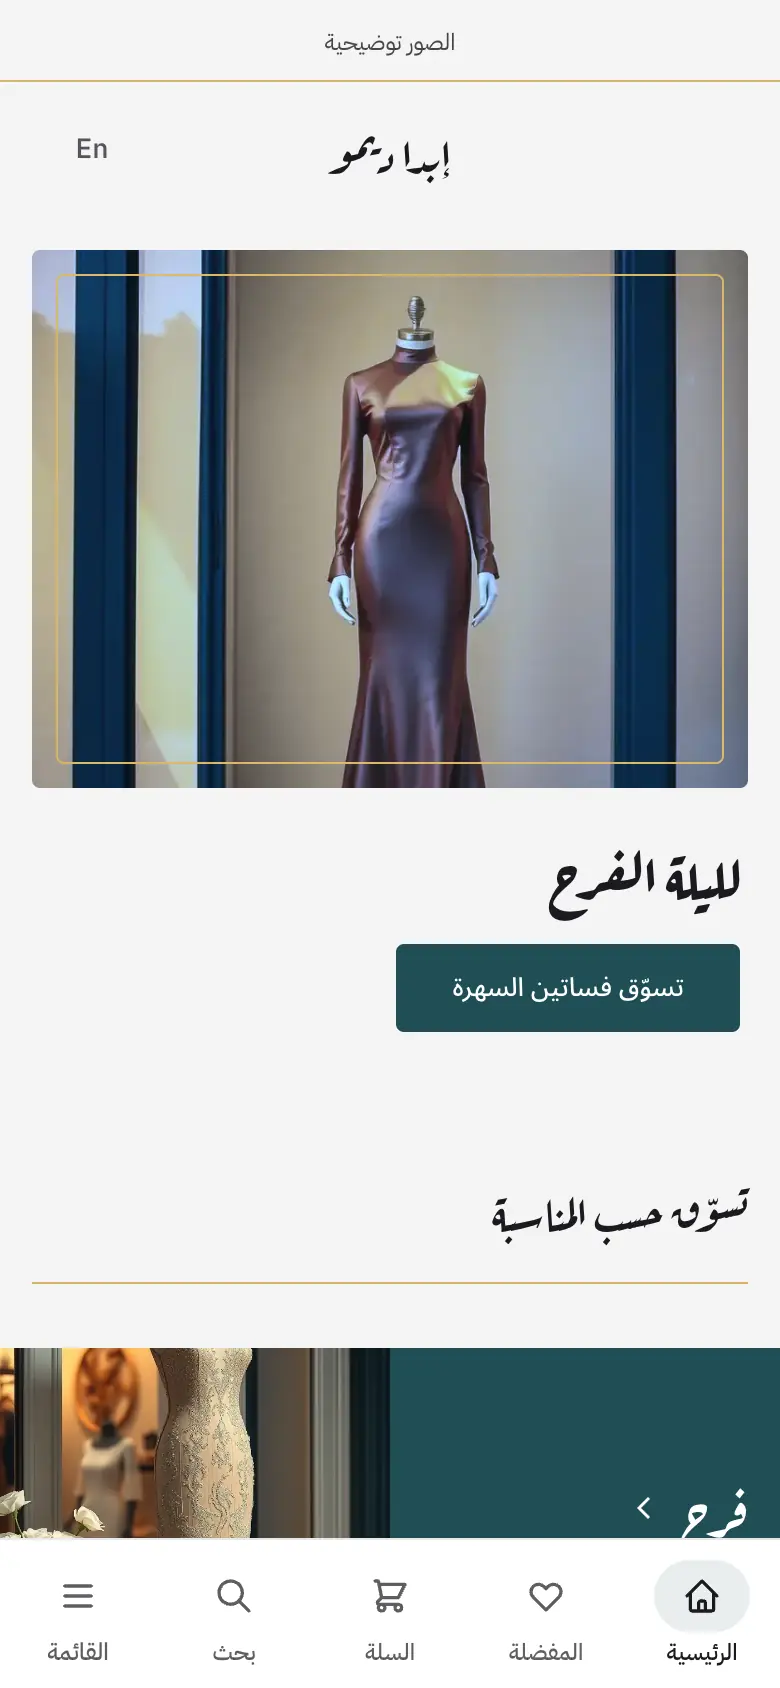 الصور توضيحية
إبدا ديمو
En
لليلة الفرح
تسوّق فساتين السهرة
تسوّق حسب المناسبة
فرح
الرئيسية
المفضلة
السلة
بحث
القائمة